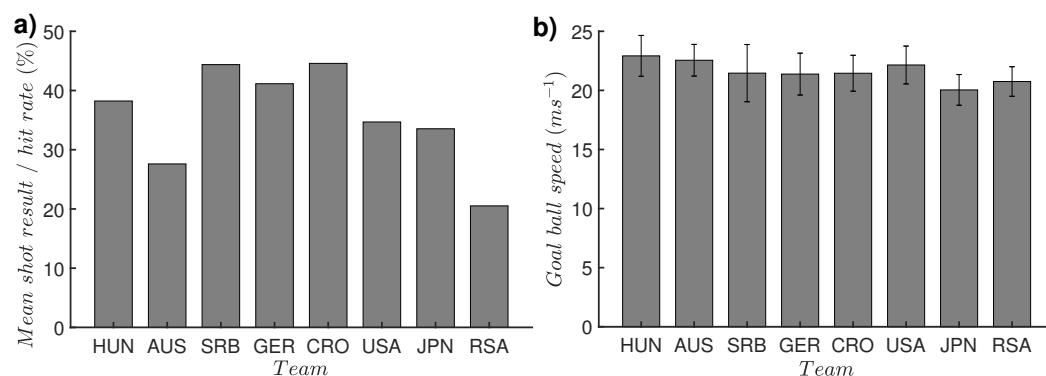 a)
Mean shot result / hit rate (%)
50
40
30
20
10
0
HUN AUS SRB GER CRO USA JPN RSA
Team
b)
Goal ball speed (ms⁻¹)
25
20
15
10
5
0
HUN AUS SRB GER CRO USA JPN RSA
Team